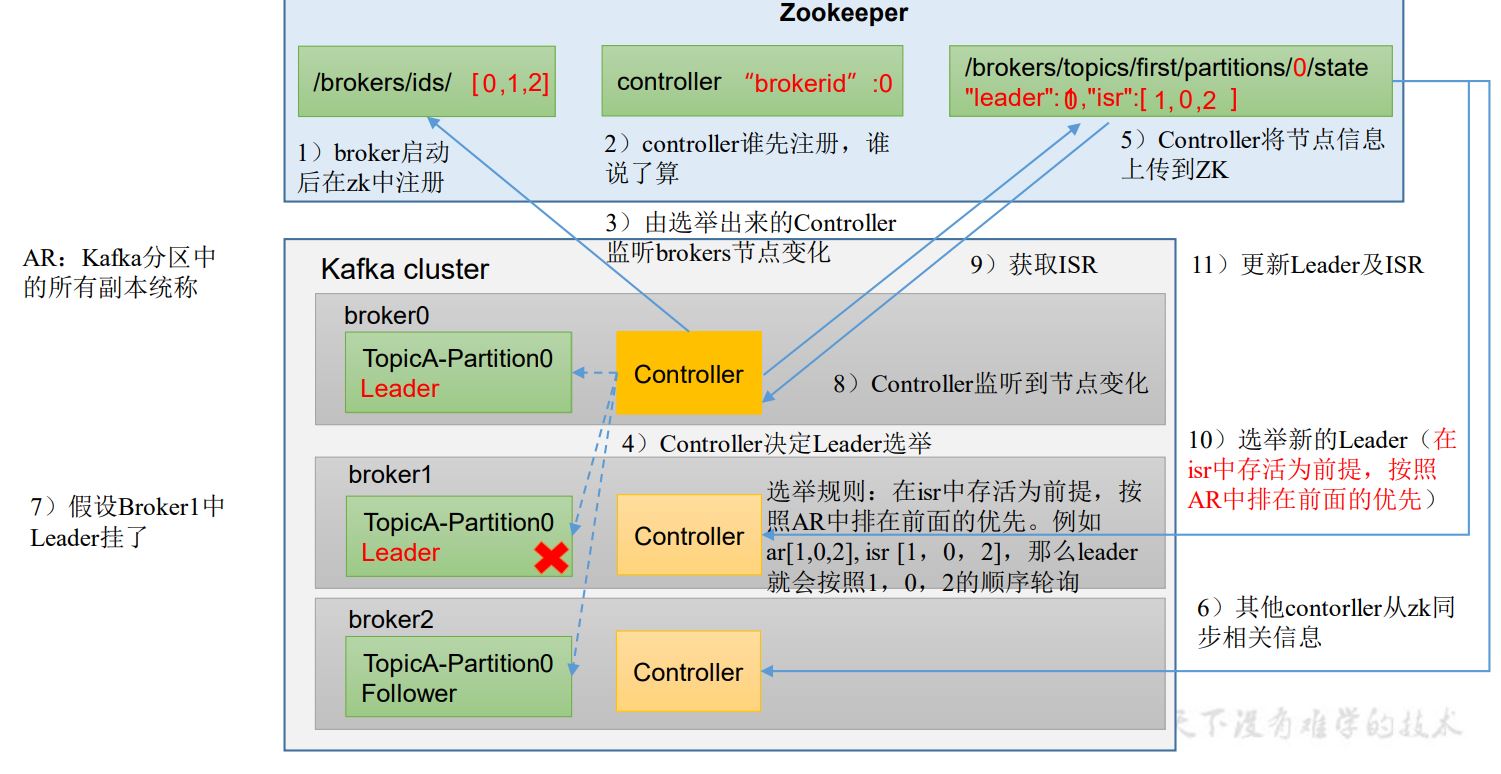 Zookeeper
/brokers/ids/ [0,1,2]
controller “brokerid” :0
/brokers/topics/first/partitions/0/state
"leader": ,"isr":[ 1,0,2 ]
1）broker启动
后在zk中注册
2）controller谁先注册，谁
说了算
5）Controller将节点信息
上传到ZK
3）由选举出来的Controller
监听brokers节点变化
AR：Kafka分区中
的所有副本统称
Kafka cluster
9）获取ISR
11）更新Leader及ISR
broker0
TopicA-Partition0
Leader
Controller
8）Controller监听到节点变化
4）Controller决定Leader选举
10）选举新的Leader（在
isr中存活为前提，按照
AR中排在前面的优先）
7）假设Broker1中
Leader挂了
broker1
TopicA-Partition0
Leader
Controller
选举规则：在isr中存活为前提，按
照AR中排在前面的优先。例如
ar[1,0,2], isr [1，0，2]，那么leader
就会按照1，0，2的顺序轮询
broker2
TopicA-Partition0
Follower
Controller
6）其他contorller从zk同
步相关信息
天下没有难学的技术